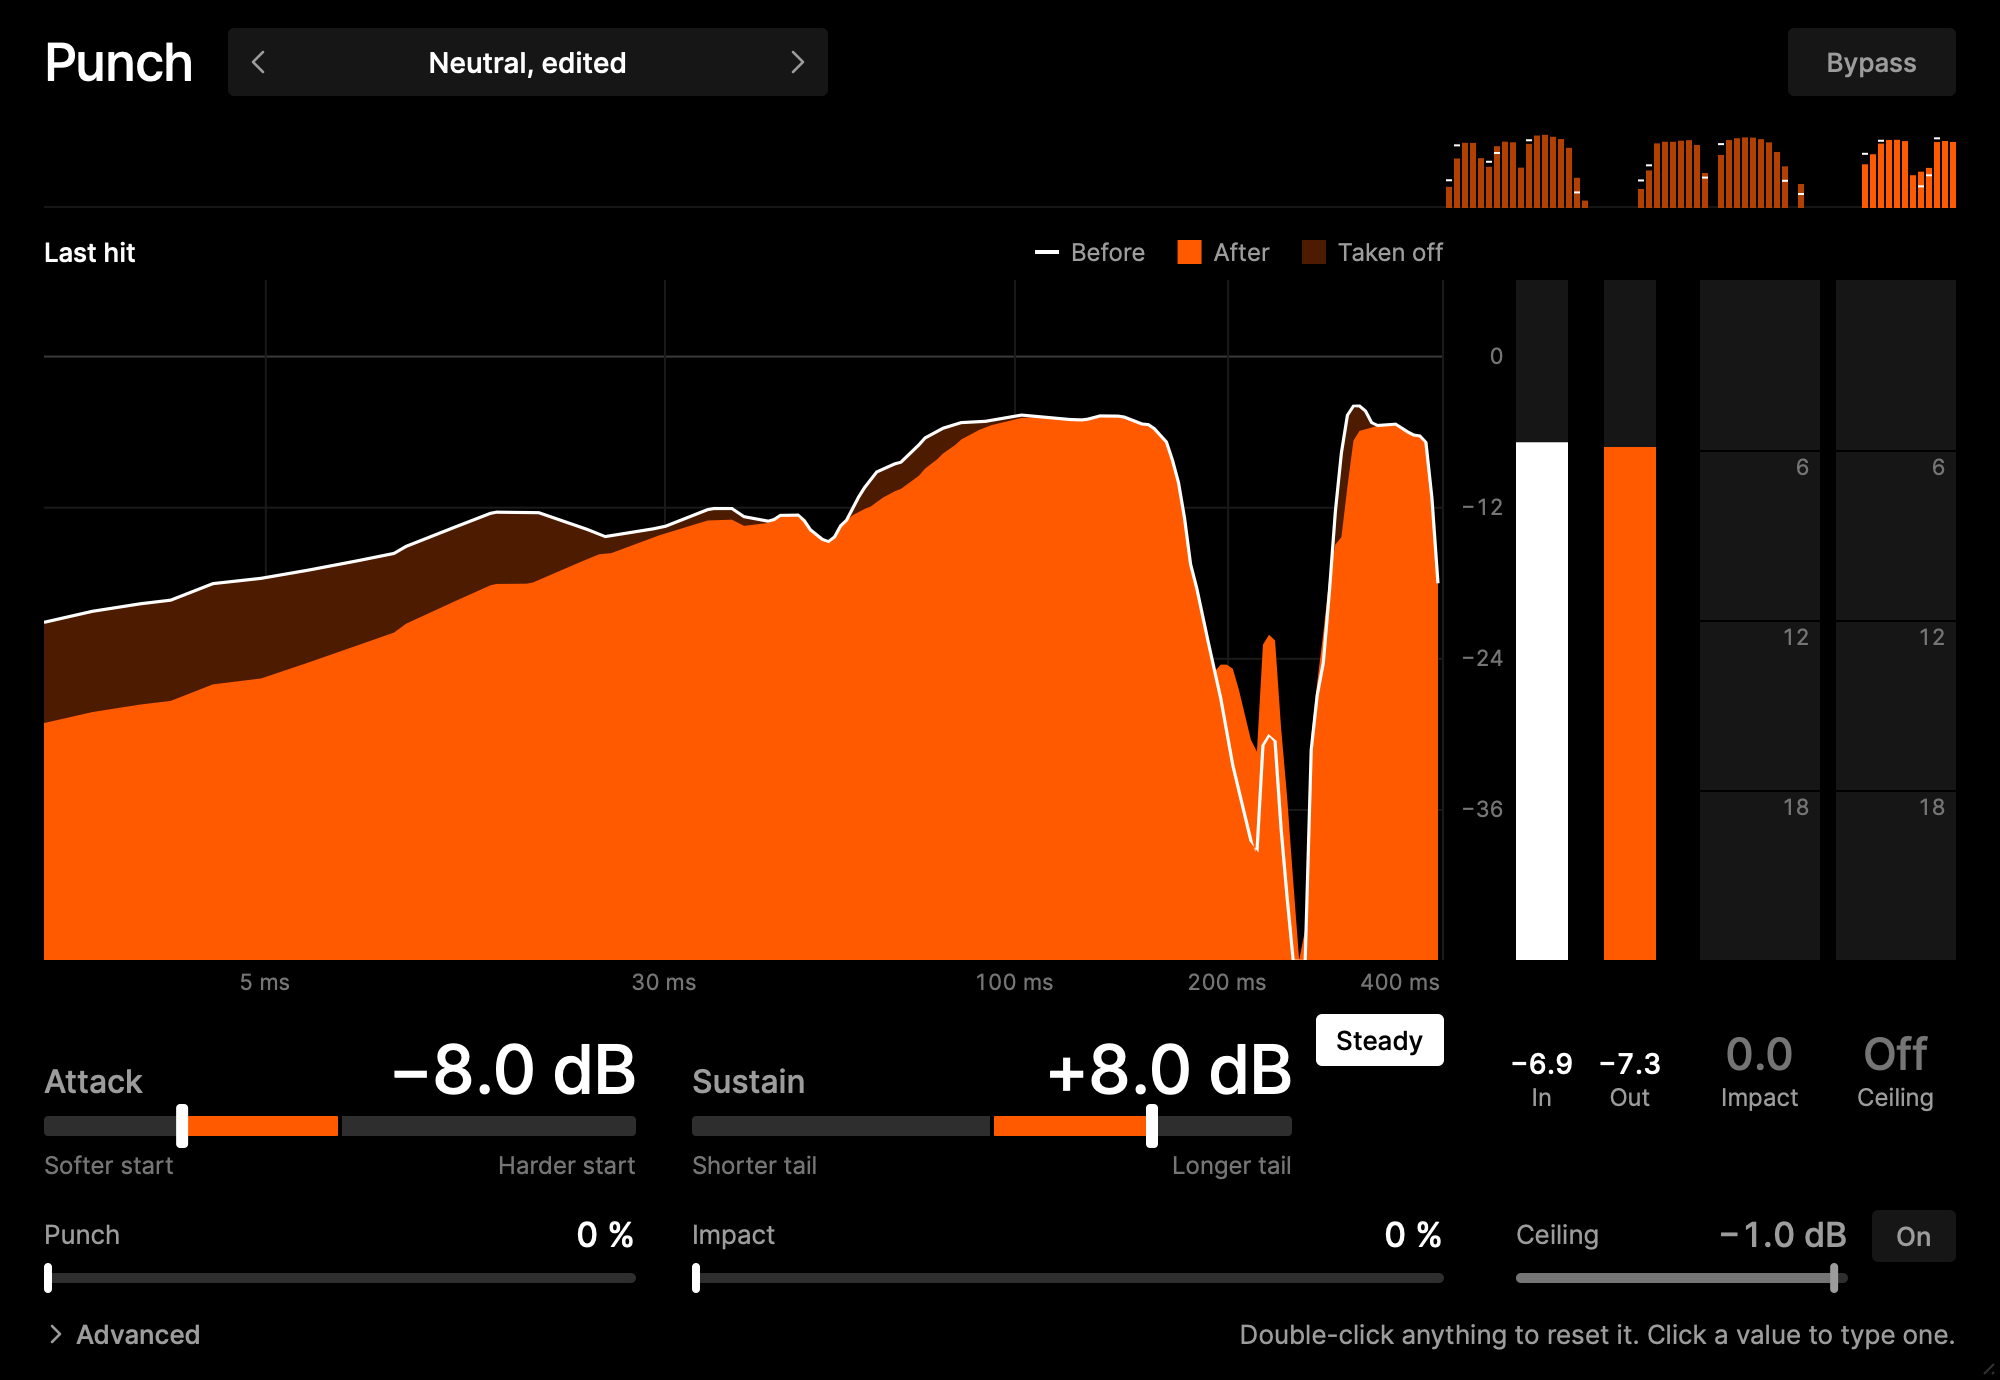 Punch
Neutral, edited
Bypass
Last hit
Before
After
Taken off
0
−12
−24
−36
6
12
18
6
12
18
5 ms
30 ms
100 ms
200 ms
400 ms
Attack
−8.0 dB
Softer start
Harder start
Sustain
+8.0 dB
Steady
Shorter tail
Longer tail
−6.9
In
−7.3
Out
0.0
Impact
Off
Ceiling
Punch
0 %
Impact
0 %
Ceiling
−1.0 dB
On
Advanced
Double-click anything to reset it. Click a value to type one.